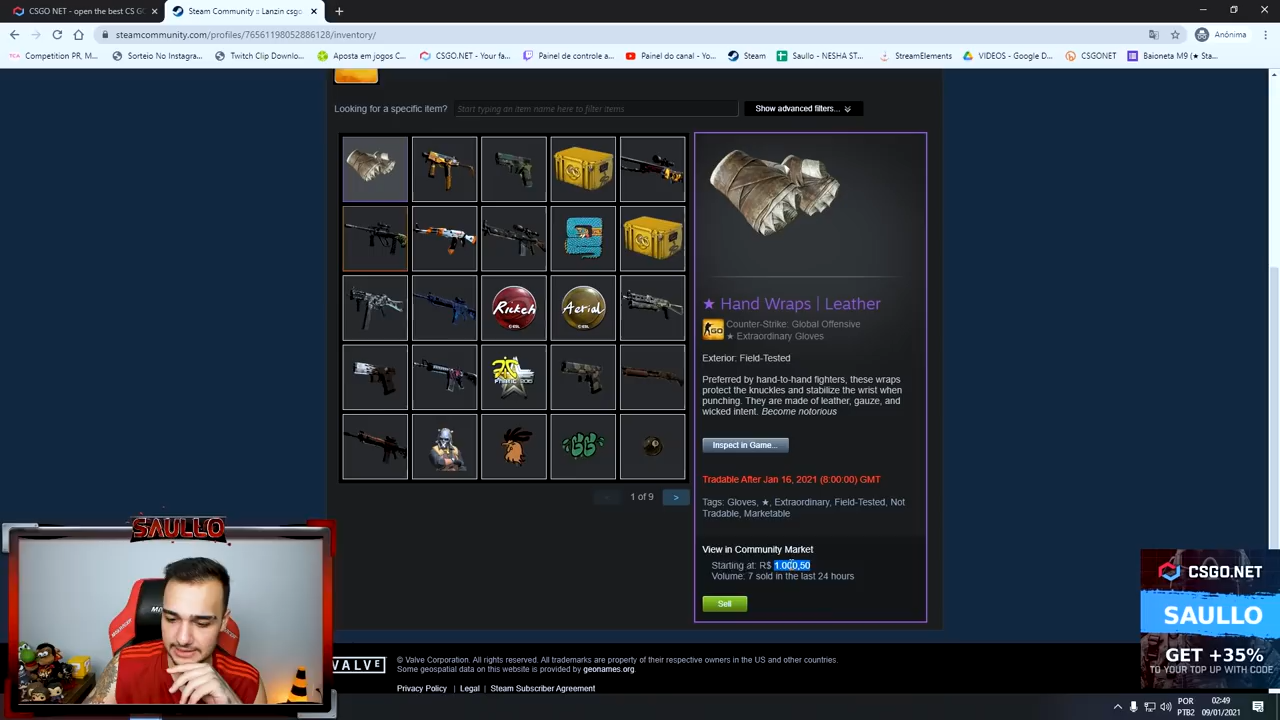 CSGO NET - open the best CS GO
Steam Community :: Lanzin csgo
steamcommunity.com/profiles/76561198052886128/inventory/
Anônima
Competition PR... How to
Sorteio No Instagra...
Twitch Clip Downlo...
Aposta em jogos C...
CSGO.NET - Your fa...
Painel de controle a...
Painel do canal - Yo...
Steam
Saullo - NESHA ST...
StreamElements
VIDEOS - Google D...
CSGONET
Baioneta M9 (★ Sta...
Looking for a specific item?
Start typing an item name here to filter items
Show advanced filters...
★ Hand Wraps | Leather
Counter-Strike: Global Offensive
★ Extraordinary Gloves
Exterior: Field-Tested
Preferred by hand-to-hand fighters, these wraps
protect the knuckles and stabilize the wrist when
punching. They are made of leather, gauze, and
wicked intent. Become notorious
Inspect in Game...
Tradable After Jan 16, 2021 (8:00:00) GMT
Tags: Gloves, ★, Extraordinary, Field-Tested, Not
Tradable, Marketable
View in Community Market
Starting at: R$ 1.000,50
Volume: 7 sold in the last 24 hours
Sell
Rickeh
Aerial
1 of 9
>
VALVE
© Valve Corporation. All rights reserved. All trademarks are property of their respective owners in the US and other countries.
Some geospatial data on this website is provided by geonames.org.
Privacy Policy | Legal | Steam Subscriber Agreement
SAULLO
CSGO.NET
SAULLO
GET +35%
TO YOUR TOP UP WITH CODE
POR
PTB2
02:49
09/01/2021